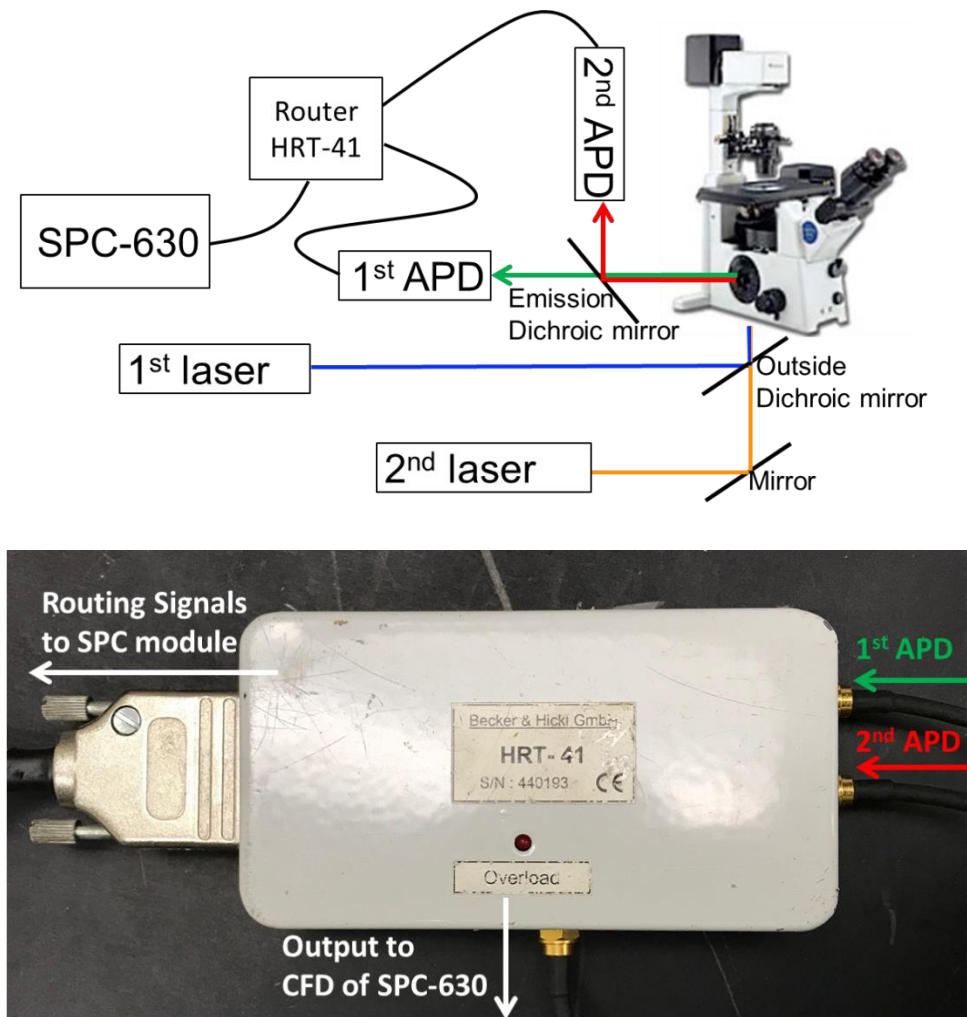 Router
HRT-41
2nd APD
SPC-630
1st APD
Emission
Dichroic mirror
1st laser
Outside
Dichroic mirror
2nd laser
Mirror
Routing Signals
to SPC module
1st APD
2nd APD
Becker & Hickl GmbH
HRT- 41
S/N : 440193 CE
Overload
Output to
CFD of SPC-630